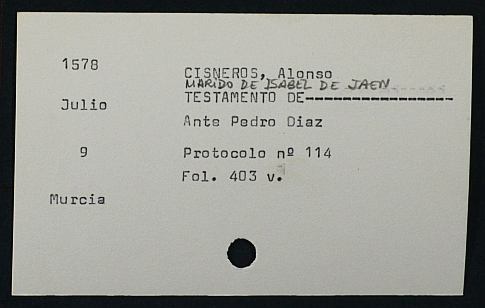 1578
CISNEROS, Alonso
MARIDO DE ISABEL DE JAEN
Julio
TESTAMENTO DE-----------------
Ante Pedro Diaz
9
Protocolo nº 114
Fol. 403 v.
Murcia